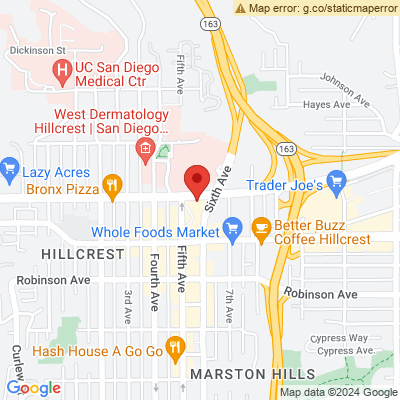 Map error: g.co/staticmaperror
163
Dickinson St
UC San Diego
Medical Ctr
Fifth Ave
Johnson Ave
Hayes Ave
West Dermatology
Hillcrest | San Diego...
163
Lazy Acres
Bronx Pizza
Sixth Ave
Trader Joe's
Whole Foods Market
Better Buzz
Coffee Hillcrest
HILLCREST
Fourth Ave
Fifth Ave
Robinson Ave
Robinson Ave
3rd Ave
7th Ave
Curlew
Hash House A Go Go
Cypress Way
Cypress Ave.
MARSTON HILLS
Google
Map data ©2024 Google